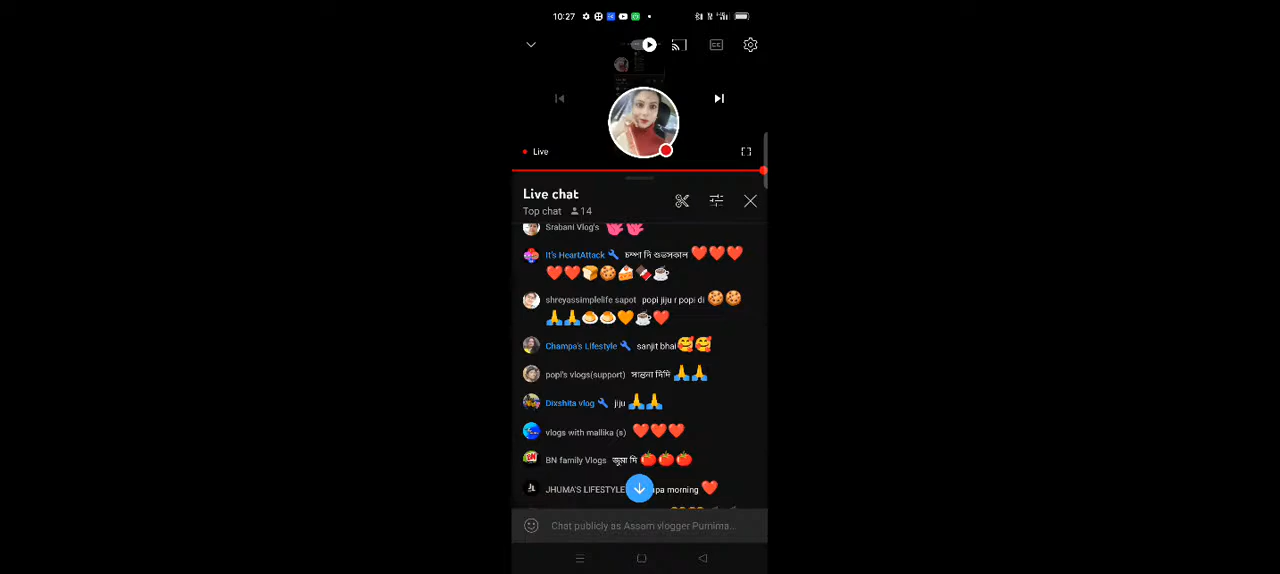 10:27
Live
Live chat
Top chat 14
Srabani Vlog's
It's HeartAttack চম্পা দি শুভসকাল ❤️❤️❤️
❤️❤️🍞🍪🍰🍫☕
shreyassimplelife sapot popi jiju r popi di 🍪🍪
🙏🙏🍮🍮🧡☕❤️
Champa's Lifestyle sanjit bhai🥰🥰
popi's vlogs(support) সান্তনা দিদি 🙏🙏
Dixshita vlog jiju 🙏🙏
vlogs with mallika (s) ❤️❤️❤️
BN family Vlogs জুমা দি 🍅🍅🍅
JHUMA'S LIFESTYLE morning ❤️
Chat publicly as Assam vlogger Purnima...